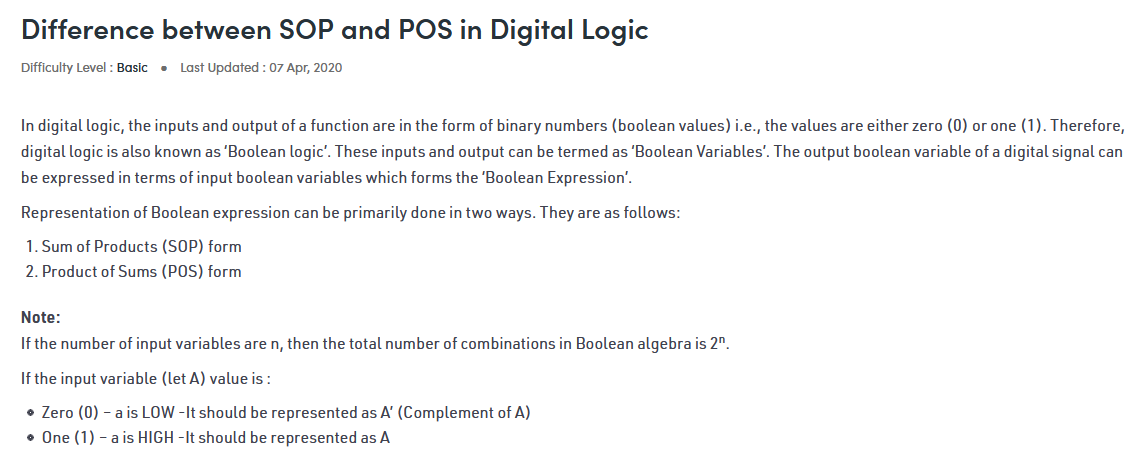 Difference between SOP and POS in Digital Logic
Difficulty Level : Basic ● Last Updated : 07 Apr, 2020
In digital logic, the inputs and output of a function are in the form of binary numbers (boolean values) i.e., the values are either zero (0) or one (1). Therefore,
digital logic is also known as ‘Boolean logic’. These inputs and output can be termed as ‘Boolean Variables’. The output boolean variable of a digital signal can
be expressed in terms of input boolean variables which forms the ‘Boolean Expression’.
Representation of Boolean expression can be primarily done in two ways. They are as follows:
1. Sum of Products (SOP) form
2. Product of Sums (POS) form
Note:
If the number of input variables are n, then the total number of combinations in Boolean algebra is 2ⁿ.
If the input variable (let A) value is :
● Zero (0) – a is LOW -It should be represented as A’ (Complement of A)
● One (1) – a is HIGH -It should be represented as A